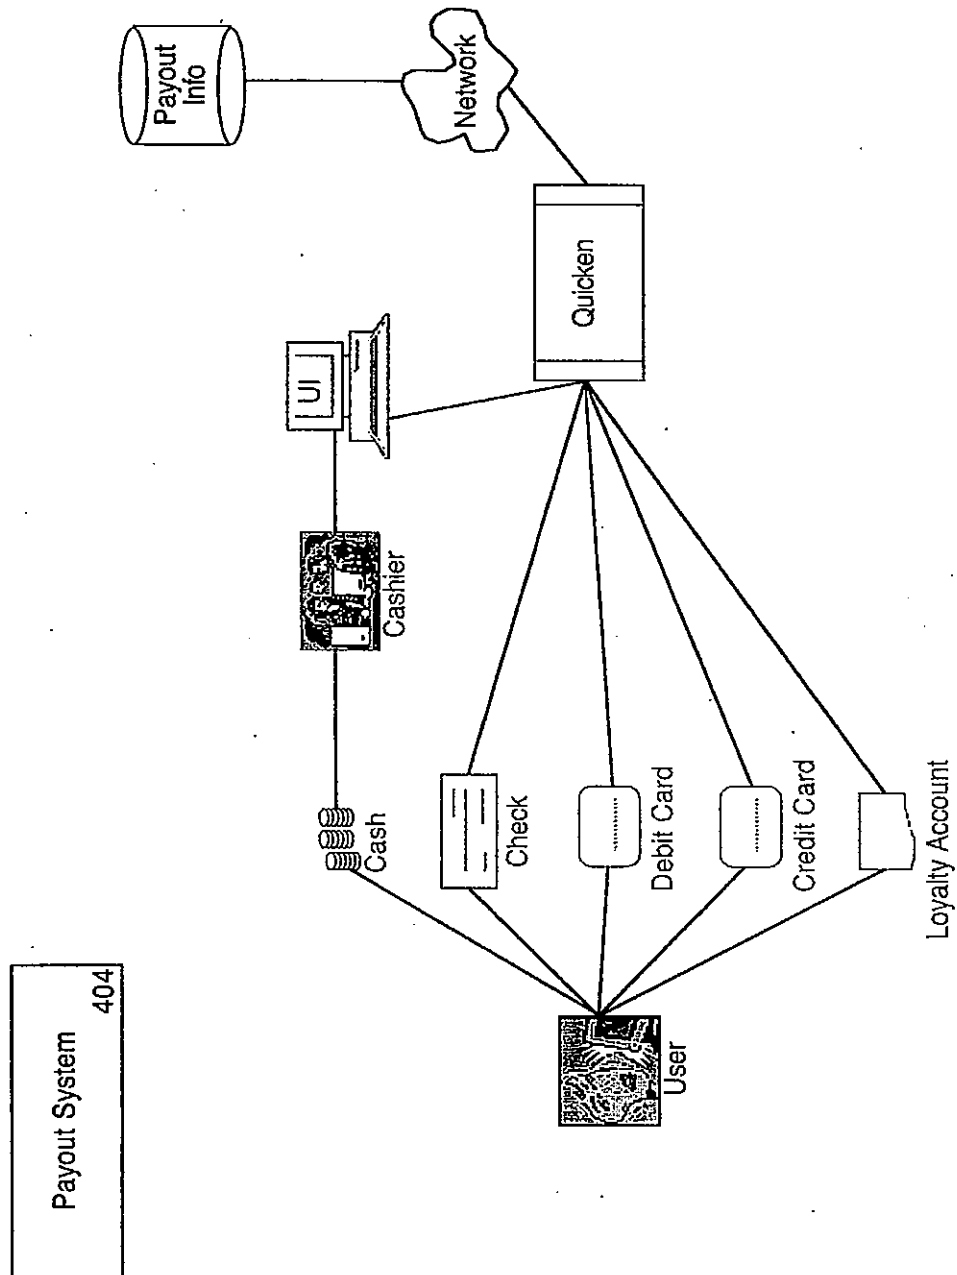 Payout System
404
User
Cash
Check
Debit Card
Credit Card
Loyalty Account
Cashier
UI
Quicken
Network
Payout
Info